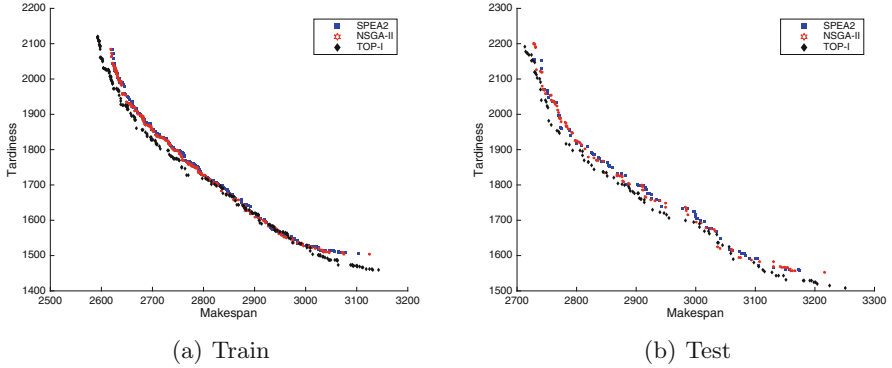 2200
2100
2000
1900
1800
1700
1600
1500
1400
Tardiness
2500
2600
2700
2800
2900
3000
3100
3200
Makespan
SPEA2
NSGA-II
TOP-I
(a) Train
2300
2200
2100
2000
1900
1800
1700
1600
1500
Tardiness
2700
2800
2900
3000
3100
3200
3300
Makespan
SPEA2
NSGA-II
TOP-I
(b) Test